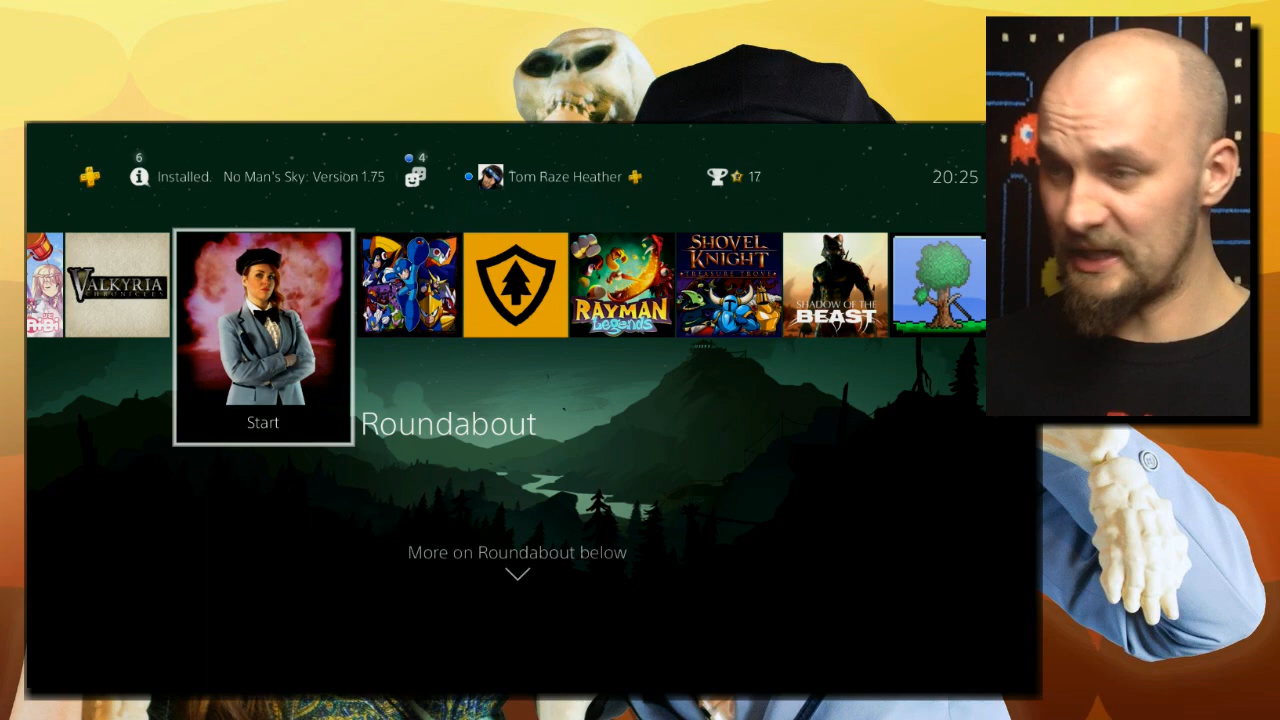 6
4
Installed. No Man's Sky: Version 1.75
Tom Raze Heather
17
20:25
VALKYRIA
CHRONICLES
RAYMAN
Legends
SHOVEL
KNIGHT
TREASURE TROVE
SHADOW OF THE
BEAST
Start
Roundabout
More on Roundabout below